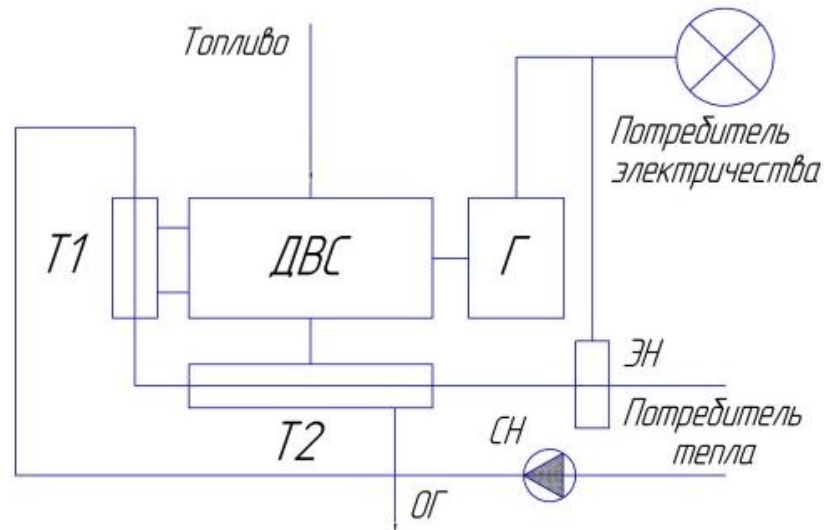 Топливо
Потребитель
электричества
Т1
ДВС
Г
ЭН
Потребитель
тепла
Т2
СН
ОГ